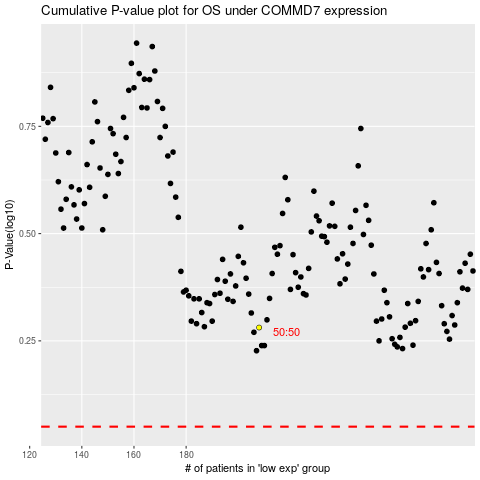 Cumulative P-value plot for OS under COMMD7 expression
P-Value(log10)
0.75
0.50
0.25
50:50
120 140 160 180
# of patients in 'low exp' group